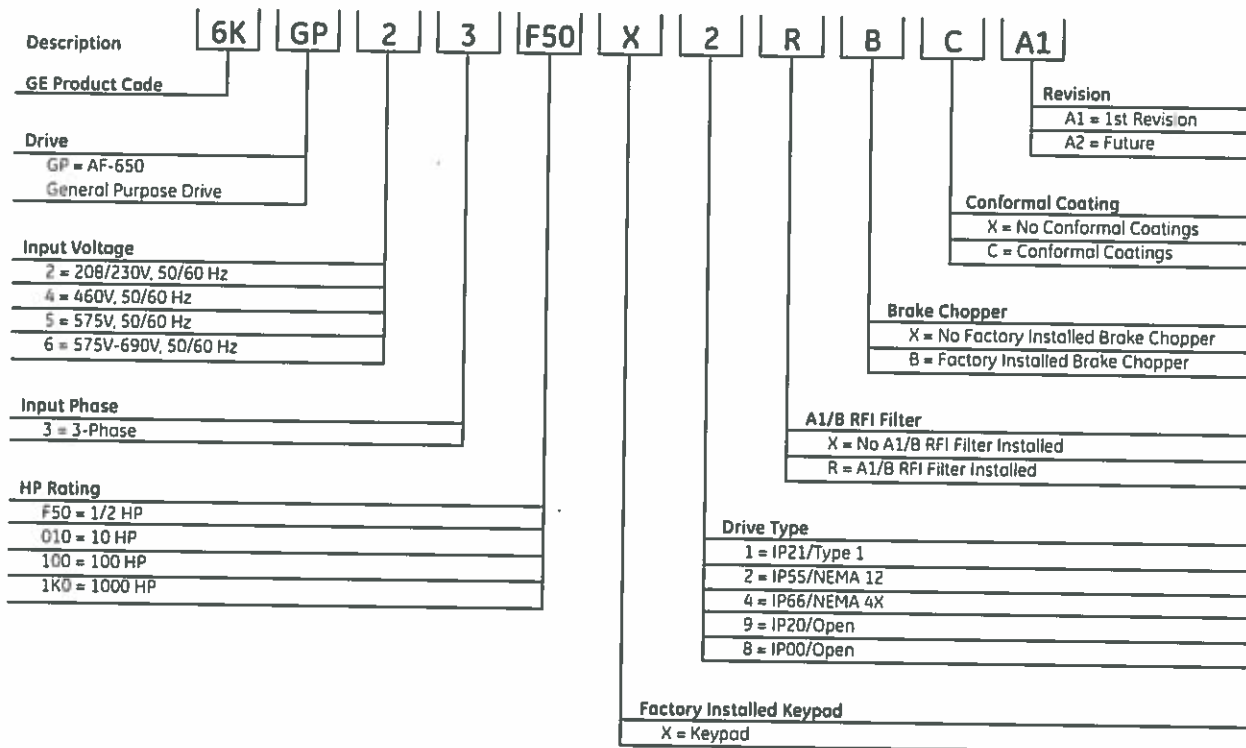 Description 6K GP 2 3 F50 X 2 R B C A1
GE Product Code
Drive
GP = AF-650
General Purpose Drive
Input Voltage
2 = 208/230V, 50/60 Hz
4 = 460V, 50/60 Hz
5 = 575V, 50/60 Hz
6 = 575V-690V, 50/60 Hz
Input Phase
3 = 3-Phase
HP Rating
F50 = 1/2 HP
010 = 10 HP
100 = 100 HP
1K0 = 1000 HP
Revision
A1 = 1st Revision
A2 = Future
Conformal Coating
X = No Conformal Coatings
C = Conformal Coatings
Brake Chopper
X = No Factory Installed Brake Chopper
B = Factory Installed Brake Chopper
A1/B RFI Filter
X = No A1/B RFI Filter Installed
R = A1/B RFI Filter Installed
Drive Type
1 = IP21/Type 1
2 = IP55/NEMA 12
4 = IP66/NEMA 4X
9 = IP20/Open
8 = IP00/Open
Factory Installed Keypad
X = Keypad